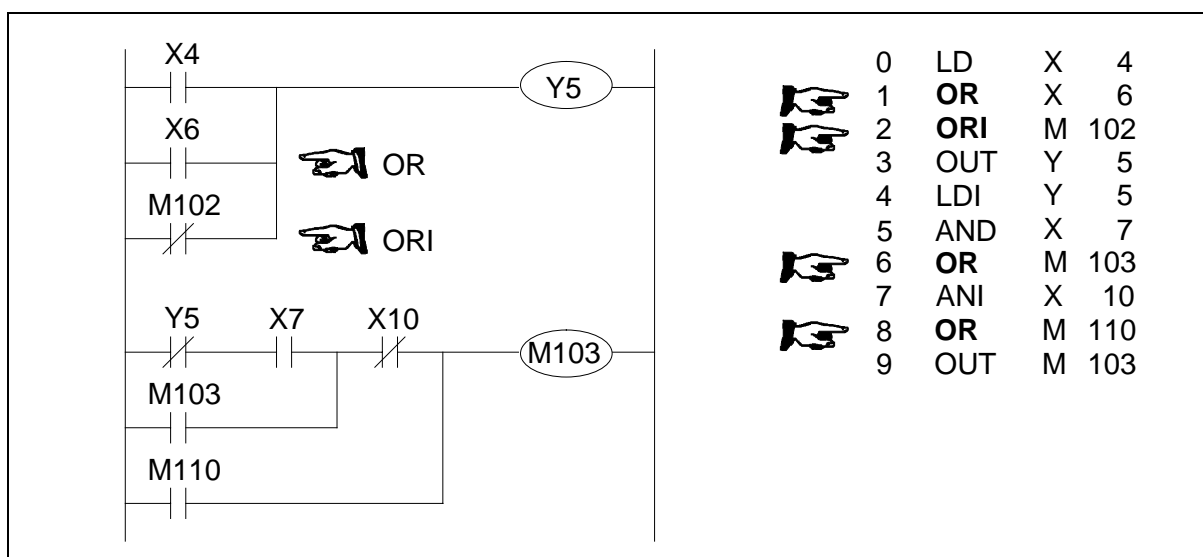 X4
Y5
X6
OR
M102
ORI
Y5 X7 X10
M103
M103
M110
0 LD X 4
1 OR X 6
2 ORI M 102
3 OUT Y 5
4 LDI Y 5
5 AND X 7
6 OR M 103
7 ANI X 10
8 OR M 110
9 OUT M 103